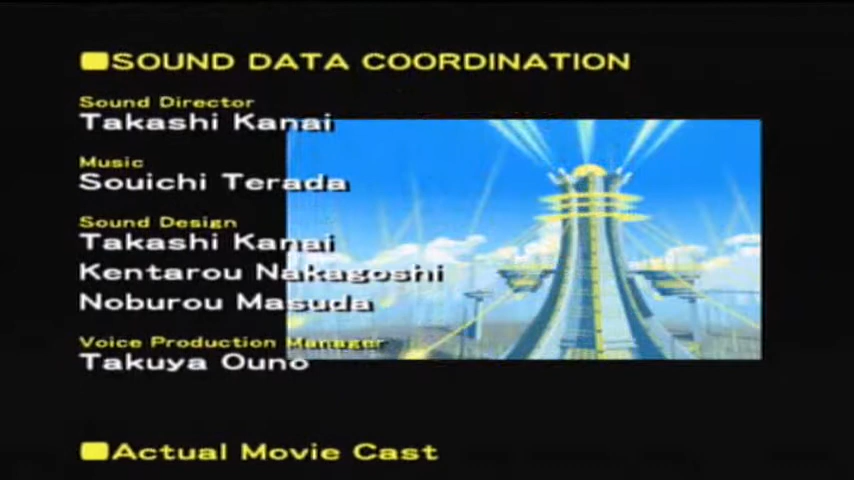 SOUND DATA COORDINATION
Sound Director
Takashi Kanai
Music
Souichi Terada
Sound Design
Takashi Kanai
Kentarou Nakagoshi
Noburou Masuda
Voice Production Manager
Takuya Ouno
Actual Movie Cast